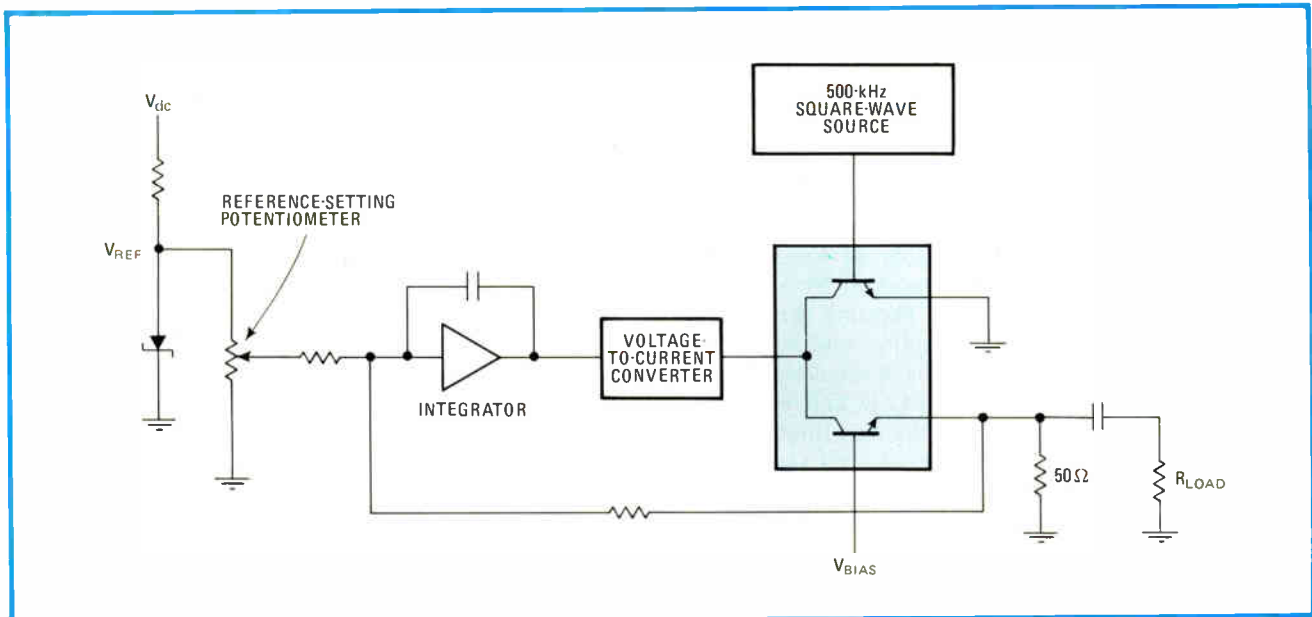 500-kHz
SQUARE-WAVE
SOURCE
Vdc
REFERENCE-SETTING
POTENTIOMETER
VREF
INTEGRATOR
VOLTAGE-
TO-CURRENT
CONVERTER
50Ω
RLOAD
VBIAS